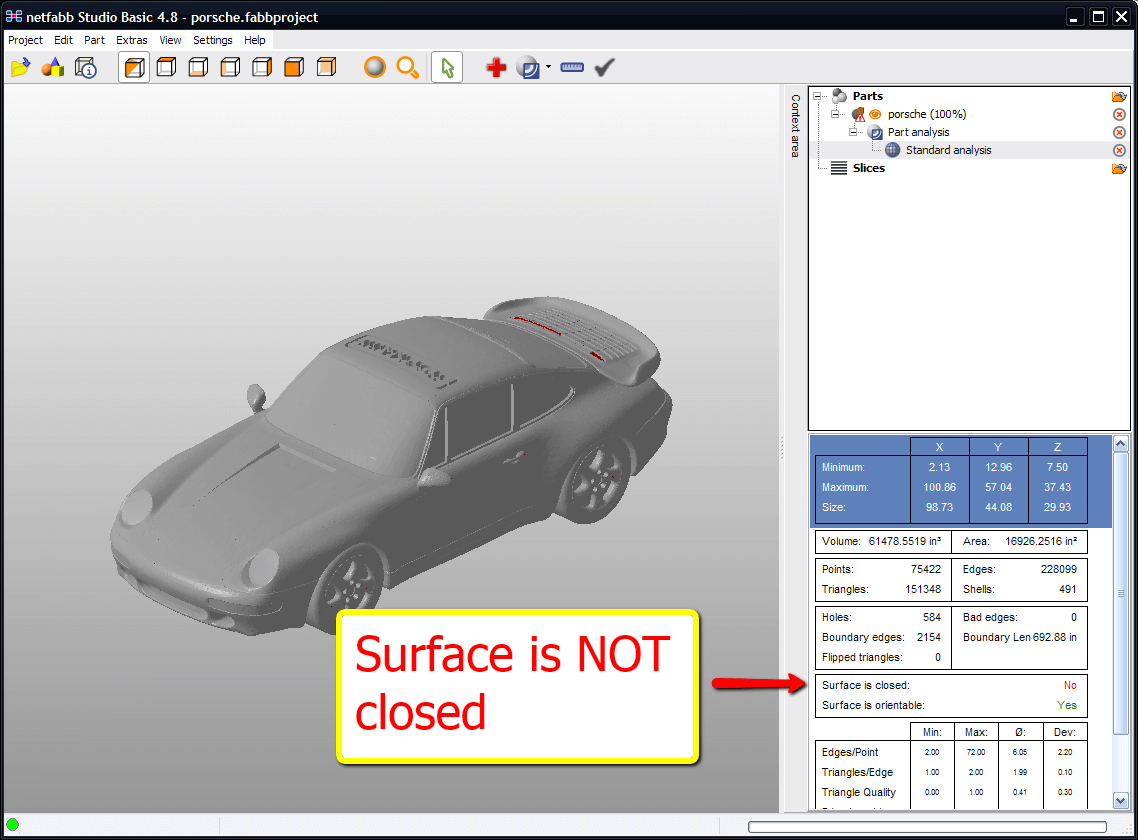 netfabb Studio Basic 4.8 - porsche.fabbproject
Project Edit Part Extras View Settings Help
Context area
Parts
porsche (100%)
Part analysis
Standard analysis
Slices
X Y Z
Minimum: 2.13 12.96 7.50
Maximum: 100.86 57.04 37.43
Size: 98.73 44.08 29.93
Volume: 61478.5519 in³ Area: 16926.2516 in²
Points: 75422 Edges: 228099
Triangles: 151348 Shells: 491
Holes: 584 Bad edges: 0
Boundary edges: 2154 Boundary Len 692.88 in
Flipped triangles: 0
Surface is closed: No
Surface is orientable: Yes
Min: Max: Ø: Dev:
Edges/Point 2.00 72.00 6.05 2.20
Triangles/Edge 1.00 2.00 1.99 0.10
Triangle Quality 0.00 1.00 0.41 0.30
Surface is NOT
closed